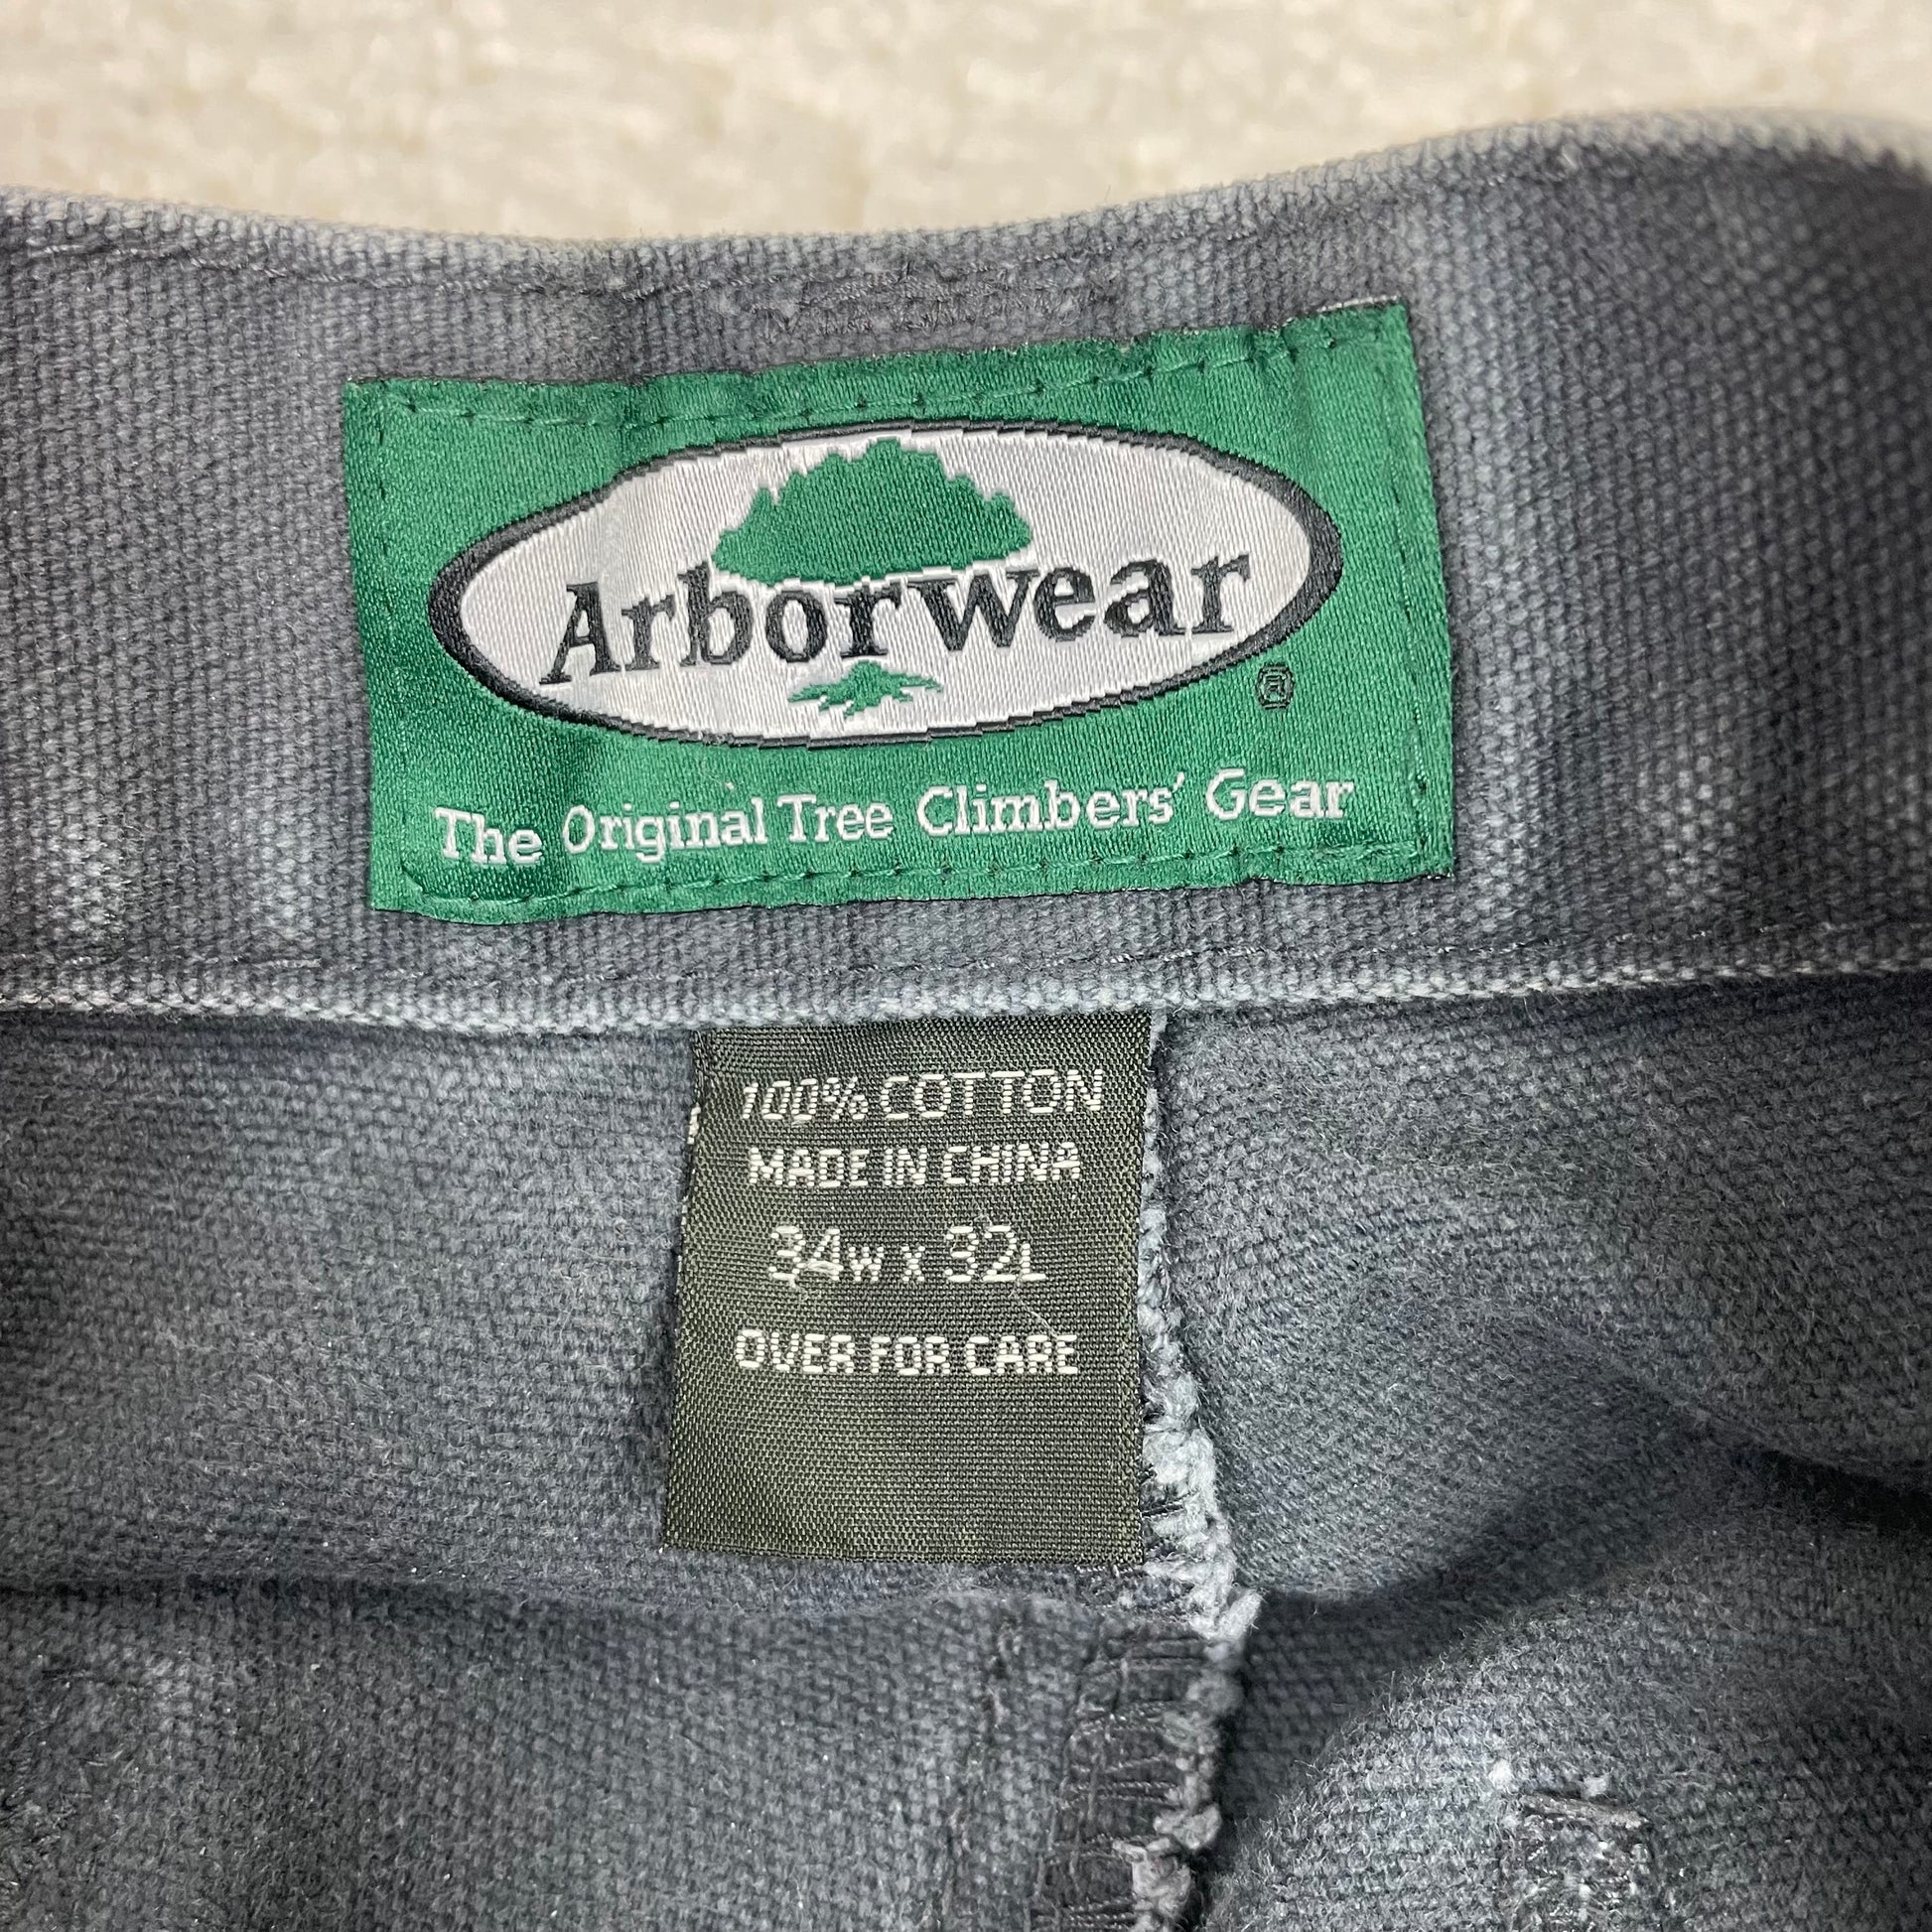 Arborwear
®
The Original Tree Climbers' Gear
100% COTTON
MADE IN CHINA
34W X 32L
OVER FOR CARE